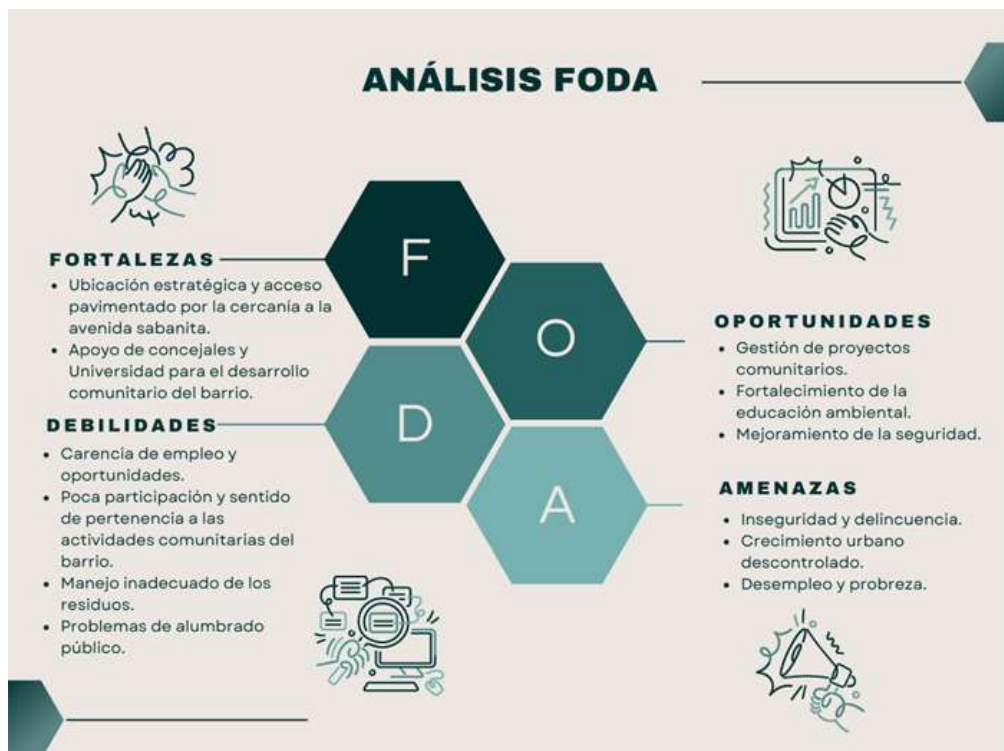 ANÁLISIS FODA
FORTALEZAS
• Ubicación estratégica y acceso
pavimentado por la cercanía a la
avenida sabanita.
• Apoyo de concejales y
Universidad para el desarrollo
comunitario del barrio.
DEBILIDADES
• Carencia de empleo y
oportunidades.
• Poca participación y sentido
de pertenencia a las
actividades comunitarias del
barrio.
• Manejo inadecuado de los
residuos.
• Problemas de alumbrado
público.
F
O
D
A
OPORTUNIDADES
• Gestión de proyectos
comunitarios.
• Fortalecimiento de la
educación ambiental.
• Mejoramiento de la seguridad.
AMENAZAS
• Inseguridad y delincuencia.
• Crecimiento urbano
descontrolado.
• Desempleo y probreza.